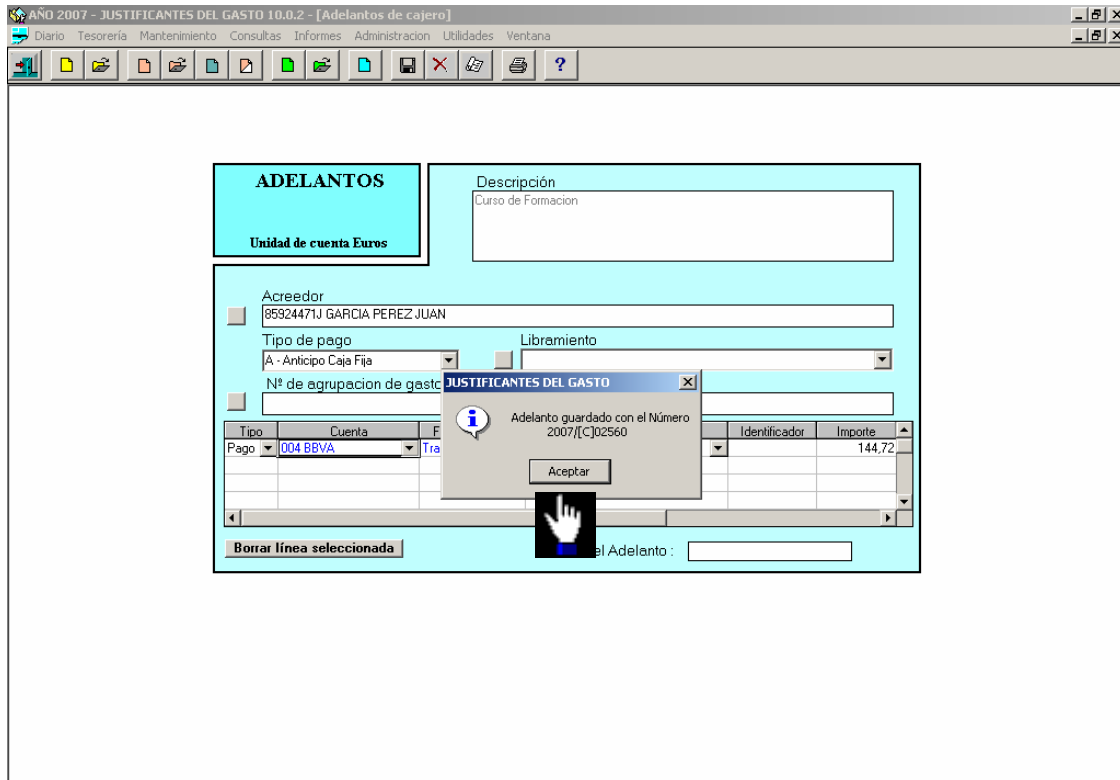 AÑO 2007 - JUSTIFICANTES DEL GASTO 10.0.2 - [Adelantos de cajero]
Diario Tesorería Mantenimiento Consultas Informes Administracion Utilidades Ventana
ADELANTOS
Unidad de cuenta Euros
Descripción
Curso de Formacion
Acreedor
85924471J GARCIA PEREZ JUAN
Tipo de pago Libramiento
A - Anticipo Caja Fija
Nº de agrupacion de gasto
JUSTIFICANTES DEL GASTO
Adelanto guardado con el Número
2007/[C]02560
Aceptar
Tipo Cuenta F Identificador Importe
Pago 004 BBVA Tra 144,72
Borrar línea seleccionada
el Adelanto :